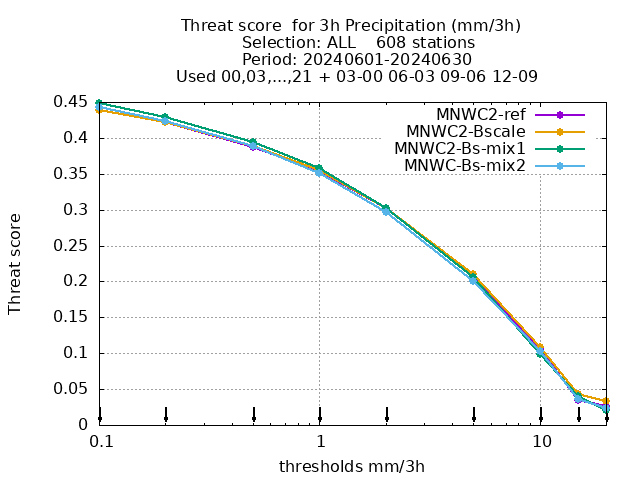 Threat score  for 3h Precipitation (mm/3h)
Selection: ALL    608 stations
Period: 20240601-20240630
Used 00,03,...,21 + 03-00 06-03 09-06 12-09
MNWC2-ref
MNWC2-Bscale
MNWC2-Bs-mix1
MNWC-Bs-mix2
0.45
0.4
0.35
0.3
0.25
0.2
0.15
0.1
0.05
0
Threat score
0.1 1 10
thresholds mm/3h